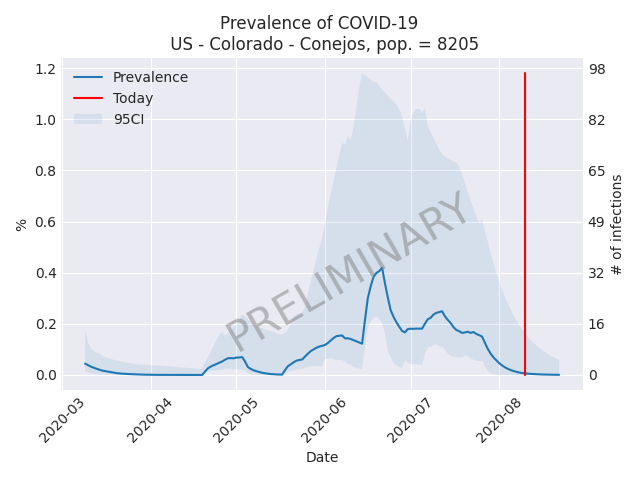 Prevalence of COVID-19
US - Colorado - Conejos, pop. = 8205
Prevalence
Today
95CI
1.2
1.0
0.8
0.6
0.4
0.2
0.0
%
98
82
65
49
32
16
0
# of infections
PRELIMINARY
2020-03
2020-04
2020-05
2020-06
2020-07
2020-08
Date